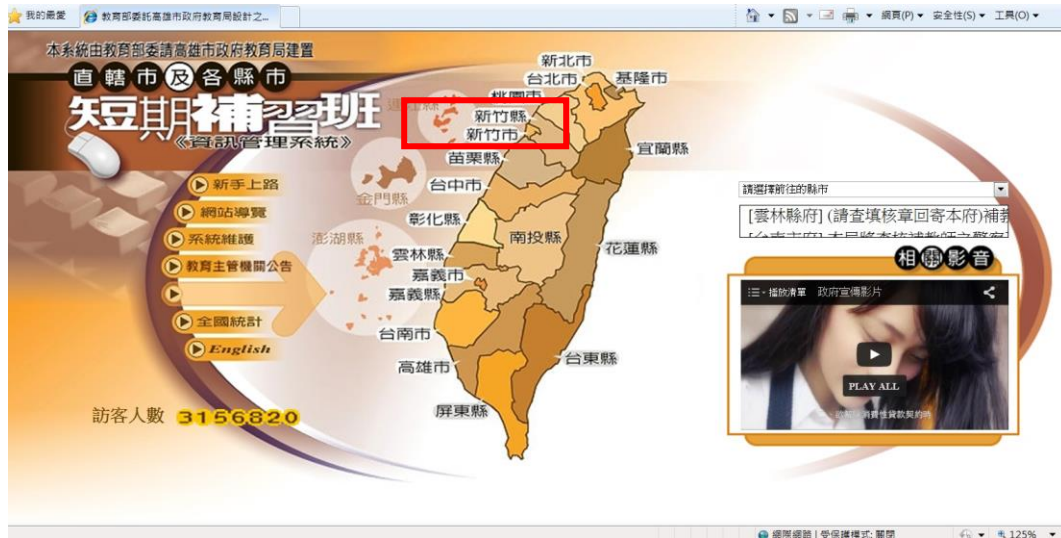 我的最愛
教育部委託高雄市政府教育局設計之...
網頁(P)
安全性(S)
工具(O)
本系統由教育部委請高雄市政府教育局建置
直轄市及各縣市
短期補習班
《資訊管理系統》
新手上路
網站導覽
系統維護
教育主管機關公告
全國統計
English
訪客人數 3156820
連江縣
金門縣
澎湖縣
新北市
台北市
基隆市
桃園市
新竹縣
新竹市
宜蘭縣
苗栗縣
台中市
彰化縣
南投縣
花蓮縣
雲林縣
嘉義市
嘉義縣
台南市
高雄市
台東縣
屏東縣
請選擇前往的縣市
[雲林縣府] (請查填核章回寄本府)補教
相關影音
播放清單 政府宣傳影片
PLAY ALL
網際網路 | 受保護模式: 關閉
125%